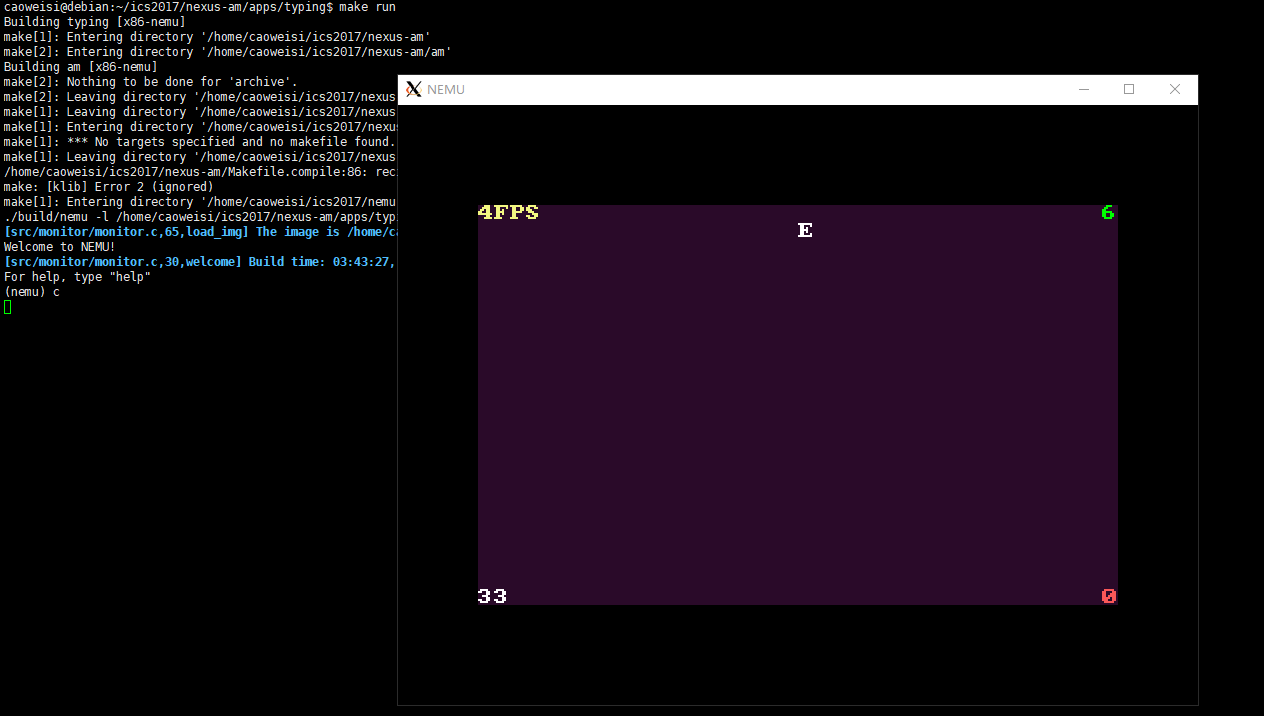 caoweisi@debian:~/ics2017/nexus-am/apps/typing$ make run
Building typing [x86-nemu]
make[1]: Entering directory '/home/caoweisi/ics2017/nexus-am'
make[2]: Entering directory '/home/caoweisi/ics2017/nexus-am/am'
Building am [x86-nemu]
make[2]: Nothing to be done for 'archive'.
make[2]: Leaving directory '/home/caoweisi/ics2017/nexus
make[1]: Leaving directory '/home/caoweisi/ics2017/nexus
make[1]: Entering directory '/home/caoweisi/ics2017/nexus
make[1]: *** No targets specified and no makefile found.
make[1]: Leaving directory '/home/caoweisi/ics2017/nexus
/home/caoweisi/ics2017/nexus-am/Makefile.compile:86: rec
make: [klib] Error 2 (ignored)
make[1]: Entering directory '/home/caoweisi/ics2017/nemu
./build/nemu -l /home/caoweisi/ics2017/nexus-am/apps/typ
[src/monitor/monitor.c,65,load_img] The image is /home/c
Welcome to NEMU!
[src/monitor/monitor.c,30,welcome] Build time: 03:43:27,
For help, type "help"
(nemu) c
NEMU
4FPS
6
E
33
0